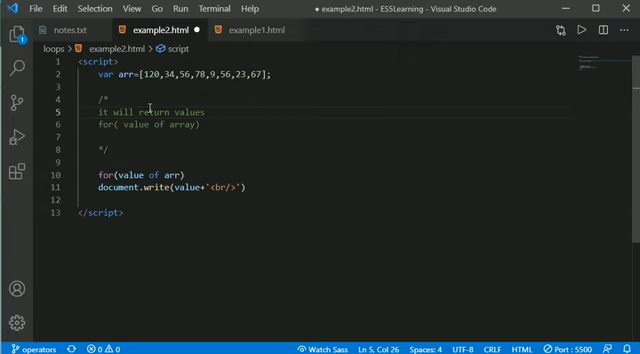 File Edit Selection View Go Run Terminal Help ● example2.html - ES5Learning - Visual Studio Code
notes.txt example2.html ● example1.html
loops > example2.html > script
1 <script>
2 var arr=[120,34,56,78,9,56,23,67];
3
4 /*
5 it will return values
6 for( value of array)
7
8 */
9
10 for(value of arr)
11 document.write(value+'<br/>')
12
13 </script>
1
operators 0 0 Watch Sass Ln 5, Col 26 Spaces: 4 UTF-8 CRLF HTML Port : 5500